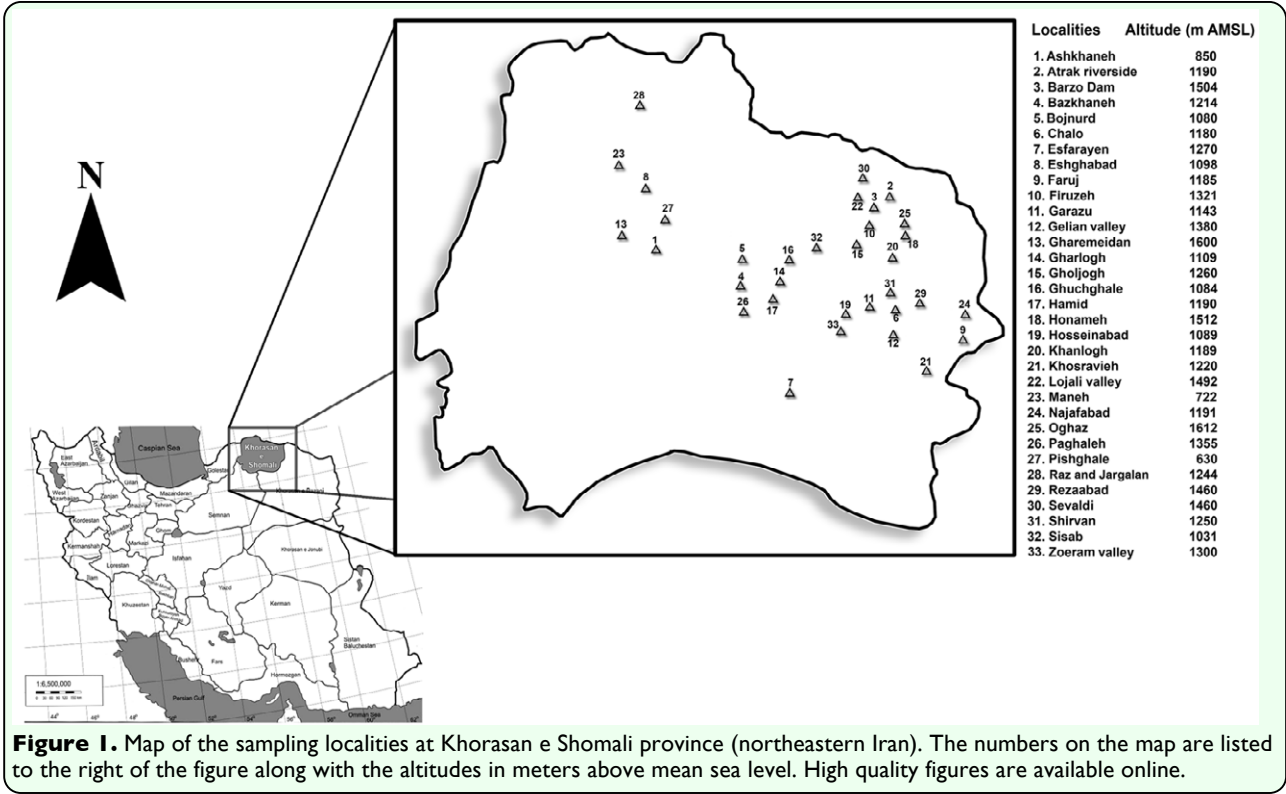 Localities Altitude (m AMSL)
1. Ashkhaneh 850
2. Atrak riverside 1190
3. Barzo Dam 1504
4. Bazkhaneh 1214
5. Bojnurd 1080
6. Chalo 1180
7. Esfarayen 1270
8. Eshghabad 1098
9. Faruj 1185
10. Firuzeh 1321
11. Garazu 1143
12. Gelian valley 1380
13. Gharemeidan 1600
14. Gharlogh 1109
15. Gholjogh 1260
16. Ghuchghale 1084
17. Hamid 1190
18. Honameh 1512
19. Hosseinabad 1089
20. Khanlogh 1189
21. Khosravieh 1220
22. Lojali valley 1492
23. Maneh 722
24. Najafabad 1191
25. Oghaz 1612
26. Paghaleh 1355
27. Pishghale 630
28. Raz and Jargalan 1244
29. Rezaabad 1460
30. Sevaldi 1460
31. Shirvan 1250
32. Sisab 1031
33. Zoeram valley 1300
28
23
8
27
13
1
30
2
22
3
25
10
18
15
32
20
5
16
4
14
26
17
31
29
19
11
6
33
12
24
9
21
7
N
Caspian Sea
Khorasan
e
Shomali
East
Azarbaijan
West
Azarbaijan
Gilan
Zanjan
Mazandaran
Tehran
Semnan
Kordestan
Kermanshah
Markazi
Lorestan
Ilam
Isfahan
Khorasan e Jonubi
Yazd
Khuzestan
Kerman
Fars
Sistan
Baluchestan
Hormozgan
Persian Gulf
Omman Sea
1:6,500,000
Figure 1. Map of the sampling localities at Khorasan e Shomali province (northeastern Iran). The numbers on the map are listed
to the right of the figure along with the altitudes in meters above mean sea level. High quality figures are available online.